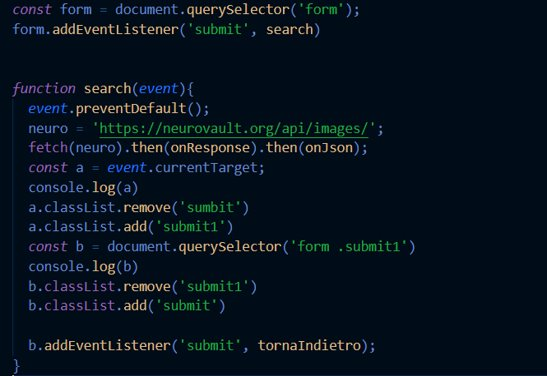 const form = document.querySelector('form');
form.addEventListener('submit', search)
function search(event){
event.preventDefault();
neuro = 'https://neurovault.org/api/images/';
fetch(neuro).then(onResponse).then(onJson);
const a = event.currentTarget;
console.log(a)
a.classList.remove('sumbit')
a.classList.add('submit1')
const b = document.querySelector('form .submit1')
console.log(b)
b.classList.remove('submit1')
b.classList.add('submit')
b.addEventListener('submit', tornaIndietro);
}